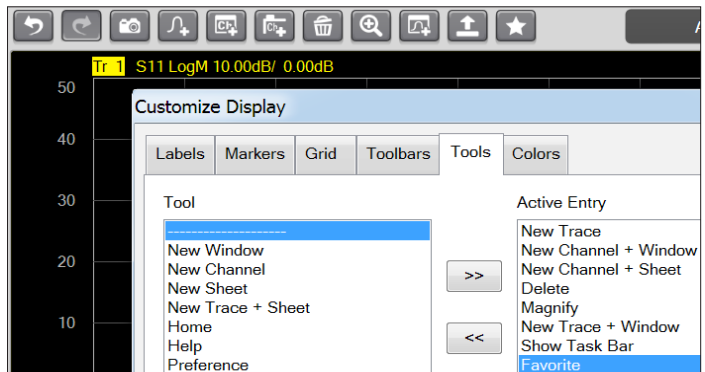 Ch Ch
Tr 1 S11 LogM 10.00dB/ 0.00dB
50
Customize Display
40
Labels Markers Grid Toolbars Tools Colors
30
Tool Active Entry
--------------------
New Window
New Channel
New Sheet
New Trace + Sheet
Home
Help
Preference
>>
<<
New Trace
New Channel + Window
New Channel + Sheet
Delete
Magnify
New Trace + Window
Show Task Bar
Favorite
20
10